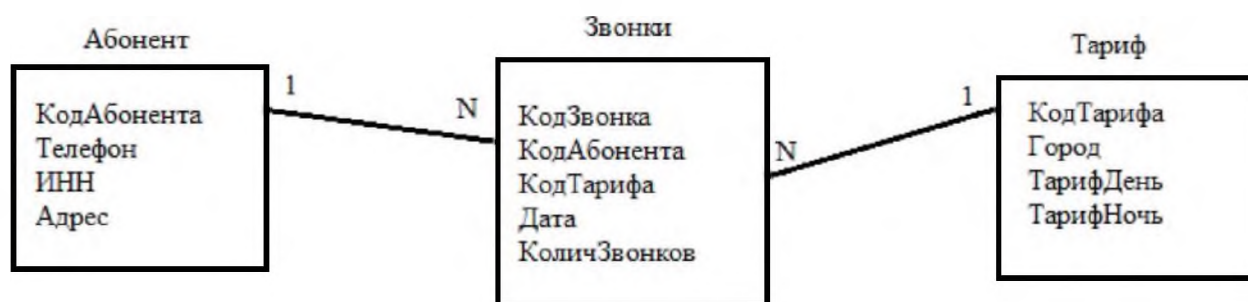 Абонент
КодАбонента
Телефон
ИНН
Адрес
1
N
Звонки
КодЗвонка
КодАбонента
КодТарифа
Дата
КоличЗвонков
N
1
Тариф
КодТарифа
Город
ТарифДень
ТарифНочь